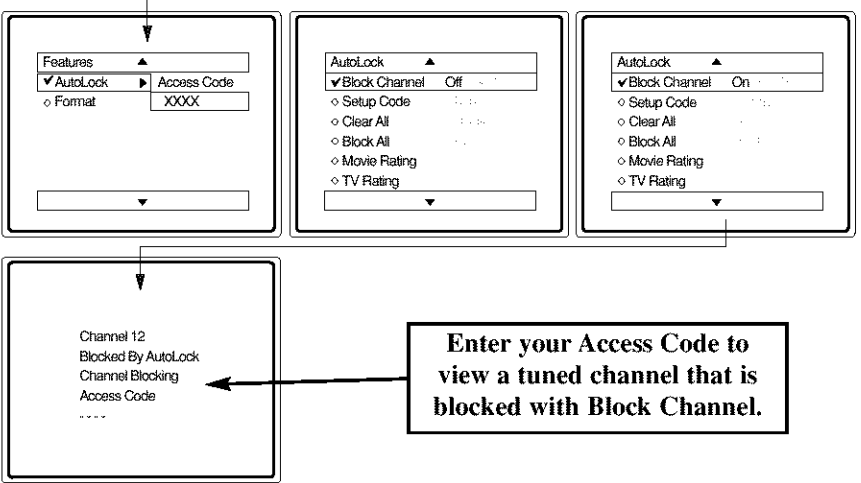 Features
AutoLock
Access Code
Format
XXXX
AutoLock
Block Channel Off
Setup Code
Clear All
Block All
Movie Rating
TV Rating
AutoLock
Block Channel On
Setup Code
Clear All
Block All
Movie Rating
TV Rating
Channel 12
Blocked By AutoLock
Channel Blocking
Access Code
- - - -
Enter your Access Code to
view a tuned channel that is
blocked with Block Channel.